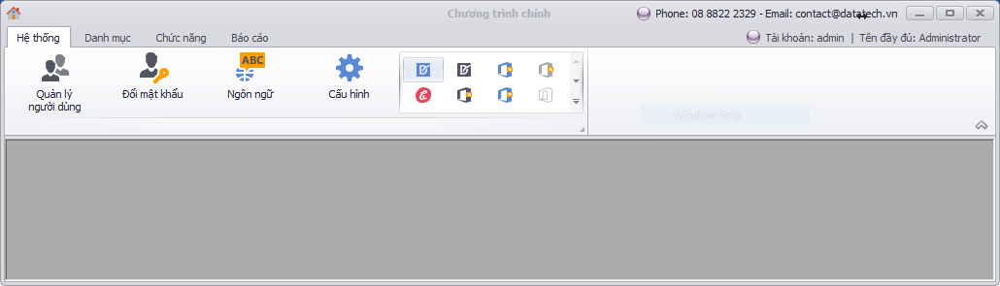 Chương trình chính
Phone: 08 8822 2329 - Email: contact@datatech.vn
Hệ thống
Danh mục
Chức năng
Báo cáo
Tài khoản: admin | Tên đầy đủ: Administrator
ABC
Quản lý
người dùng
Đổi mật khẩu
Ngôn ngữ
Cấu hình
Window Snip